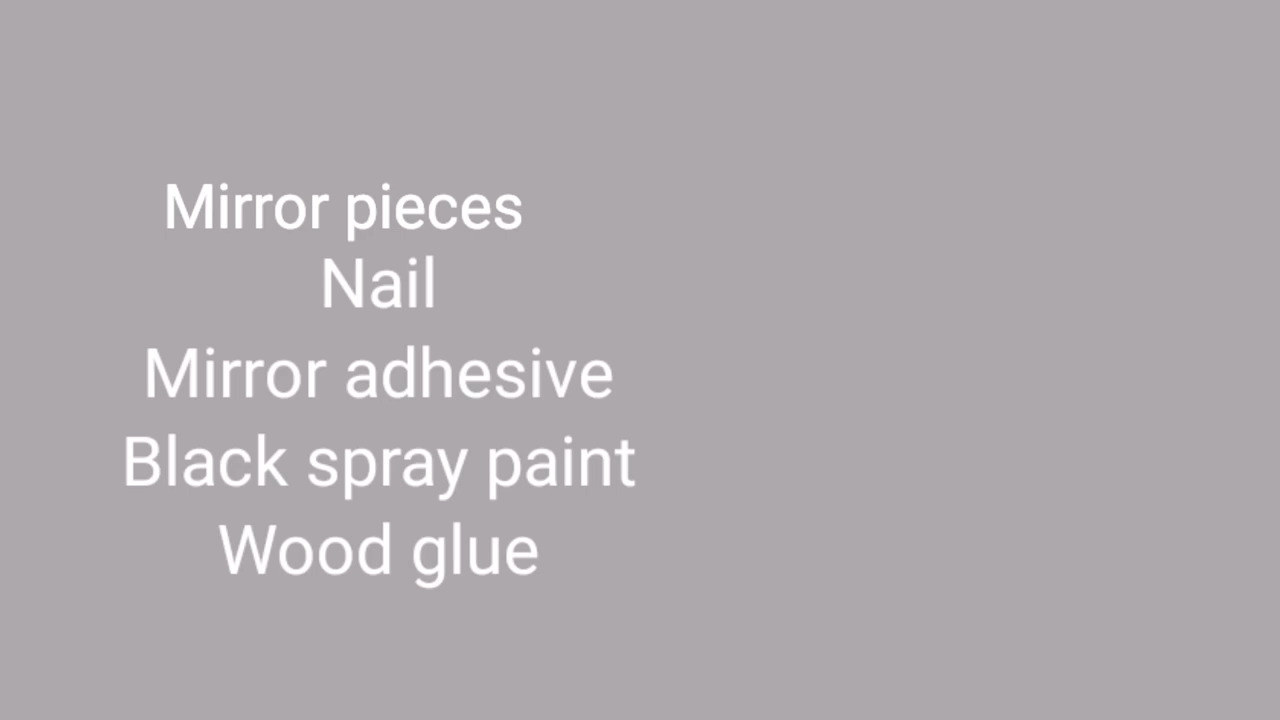 Mirror pieces
Nail
Mirror adhesive
Black spray paint
Wood glue